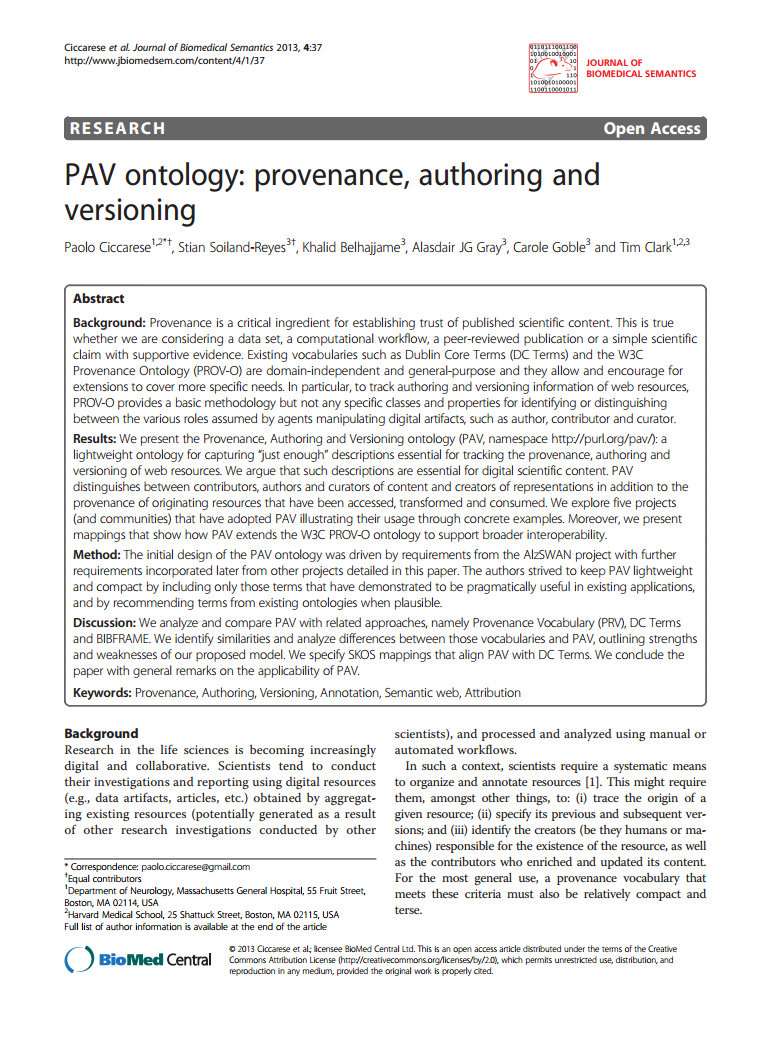 Ciccarese et al. Journal of Biomedical Semantics 2013, 4:37
http://www.jbiomedsem.com/content/4/1/37
JOURNAL OF
BIOMEDICAL SEMANTICS
RESEARCH
Open Access
PAV ontology: provenance, authoring and
versioning
Paolo Ciccarese1,2*†, Stian Soiland-Reyes3†, Khalid Belhajjame3, Alasdair JG Gray3, Carole Goble3 and Tim Clark1,2,3
Abstract
Background: Provenance is a critical ingredient for establishing trust of published scientific content. This is true
whether we are considering a data set, a computational workflow, a peer-reviewed publication or a simple scientific
claim with supportive evidence. Existing vocabularies such as Dublin Core Terms (DC Terms) and the W3C
Provenance Ontology (PROV-O) are domain-independent and general-purpose and they allow and encourage for
extensions to cover more specific needs. In particular, to track authoring and versioning information of web resources,
PROV-O provides a basic methodology but not any specific classes and properties for identifying or distinguishing
between the various roles assumed by agents manipulating digital artifacts, such as author, contributor and curator.
Results: We present the Provenance, Authoring and Versioning ontology (PAV, namespace http://purl.org/pav/): a
lightweight ontology for capturing “just enough” descriptions essential for tracking the provenance, authoring and
versioning of web resources. We argue that such descriptions are essential for digital scientific content. PAV
distinguishes between contributors, authors and curators of content and creators of representations in addition to the
provenance of originating resources that have been accessed, transformed and consumed. We explore five projects
(and communities) that have adopted PAV illustrating their usage through concrete examples. Moreover, we present
mappings that show how PAV extends the W3C PROV-O ontology to support broader interoperability.
Method: The initial design of the PAV ontology was driven by requirements from the AlzSWAN project with further
requirements incorporated later from other projects detailed in this paper. The authors strived to keep PAV lightweight
and compact by including only those terms that have demonstrated to be pragmatically useful in existing applications,
and by recommending terms from existing ontologies when plausible.
Discussion: We analyze and compare PAV with related approaches, namely Provenance Vocabulary (PRV), DC Terms
and BIBFRAME. We identify similarities and analyze differences between those vocabularies and PAV, outlining strengths
and weaknesses of our proposed model. We specify SKOS mappings that align PAV with DC Terms. We conclude the
paper with general remarks on the applicability of PAV.
Keywords: Provenance, Authoring, Versioning, Annotation, Semantic web, Attribution
Background
Research in the life sciences is becoming increasingly
digital and collaborative. Scientists tend to conduct
their investigations and reporting using digital resources
(e.g., data artifacts, articles, etc.) obtained by aggregat-
ing existing resources (potentially generated as a result
of other research investigations conducted by other
scientists), and processed and analyzed using manual or
automated workflows.
In such a context, scientists require a systematic means
to organize and annotate resources [1]. This might require
them, amongst other things, to: (i) trace the origin of a
given resource; (ii) specify its previous and subsequent ver-
sions; and (iii) identify the creators (be they humans or ma-
chines) responsible for the existence of the resource, as well
as the contributors who enriched and updated its content.
For the most general use, a provenance vocabulary that
meets these criteria must also be relatively compact and
terse.
* Correspondence: paolo.ciccarese@gmail.com
†Equal contributors
1Department of Neurology, Massachusetts General Hospital, 55 Fruit Street,
Boston, MA 02114, USA
2Harvard Medical School, 25 Shattuck Street, Boston, MA 02115, USA
Full list of author information is available at the end of the article
BioMed Central
© 2013 Ciccarese et al.; licensee BioMed Central Ltd. This is an open access article distributed under the terms of the Creative
Commons Attribution License (http://creativecommons.org/licenses/by/2.0), which permits unrestricted use, distribution, and
reproduction in any medium, provided the original work is properly cited.